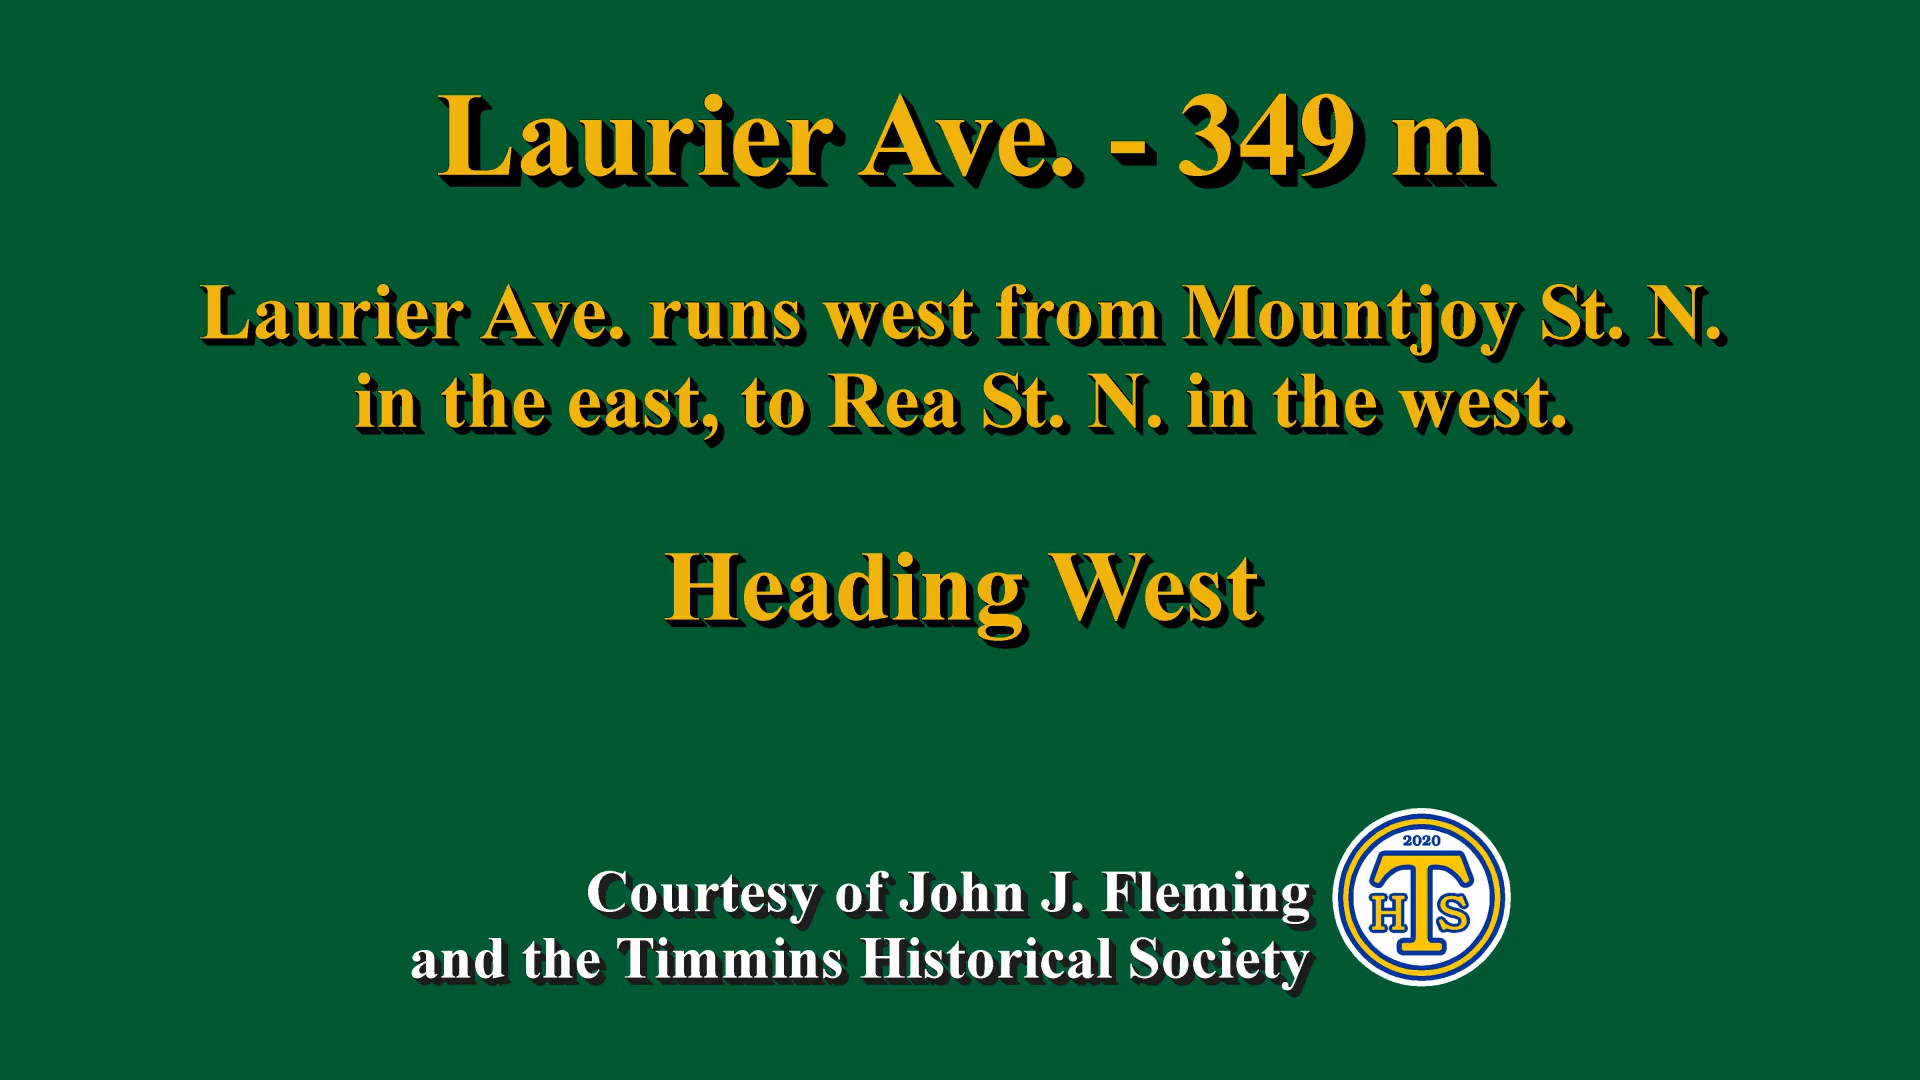 Laurier Ave. - 349 m
Laurier Ave. runs west from Mountjoy St. N.
in the east, to Rea St. N. in the west.
Heading West
Courtesy of John J. Fleming
and the Timmins Historical Society
2020
THS